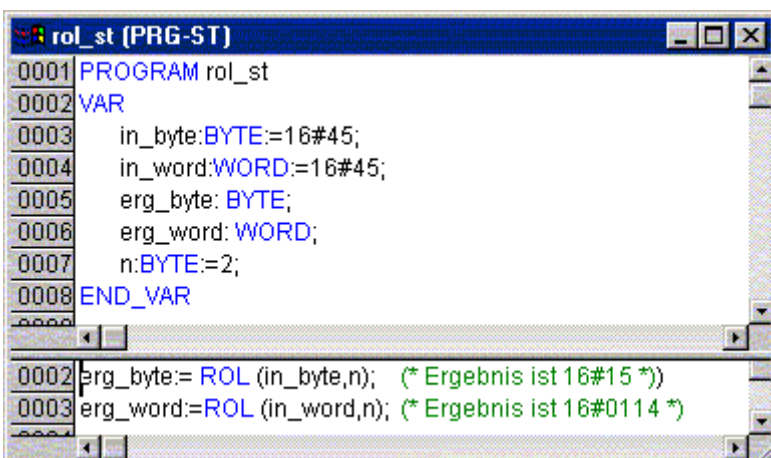 rol_st (PRG-ST)
0001 PROGRAM rol_st
0002 VAR
0003 in_byte:BYTE:=16#45;
0004 in_word:WORD:=16#45;
0005 erg_byte: BYTE;
0006 erg_word: WORD;
0007 n:BYTE:=2;
0008 END_VAR
0002 erg_byte:= ROL (in_byte,n); (* Ergebnis ist 16#15 *))
0003 erg_word:=ROL (in_word,n); (* Ergebnis ist 16#0114 *)